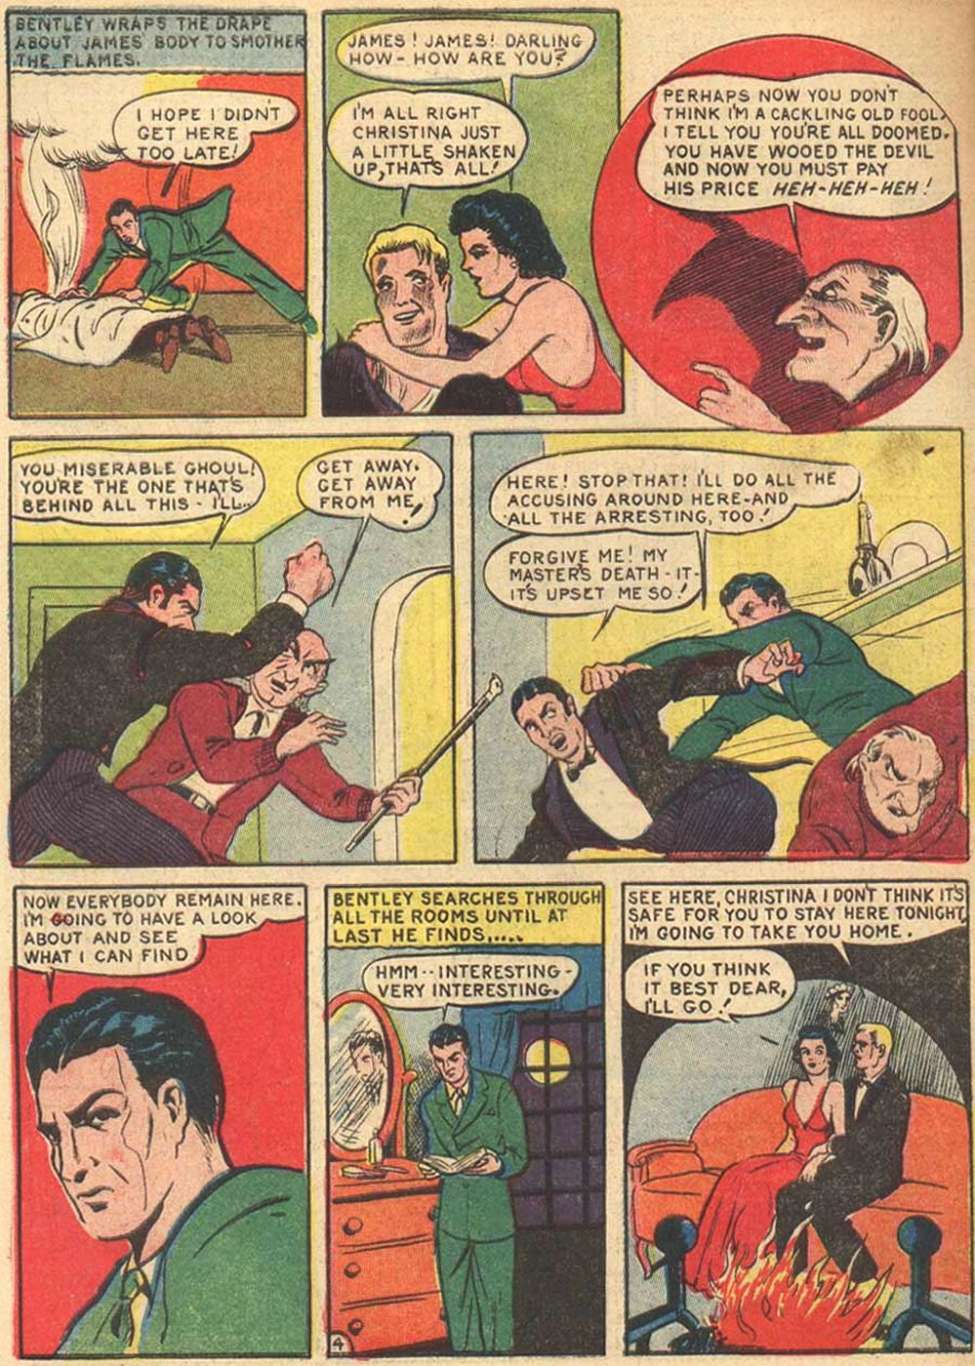 BENTLEY WRAPS THE DRAPE
ABOUT JAMES' BODY TO SMOTHER
THE FLAMES.
I HOPE I DIDN'T
GET HERE
TOO LATE!
JAMES! JAMES! DARLING
HOW- HOW ARE YOU?
I'M ALL RIGHT
CHRISTINA JUST
A LITTLE SHAKEN
UP, THAT'S ALL!
PERHAPS NOW YOU DON'T
THINK I'M A CACKLING OLD FOOL.
I TELL YOU YOU'RE ALL DOOMED.
YOU HAVE WOOED THE DEVIL
AND NOW YOU MUST PAY
HIS PRICE HEH-HEH-HEH!
YOU MISERABLE GHOUL!
YOU'RE THE ONE THAT'S
BEHIND ALL THIS - I'LL..
GET AWAY.
GET AWAY
FROM ME!
HERE! STOP THAT! I'LL DO ALL THE
ACCUSING AROUND HERE-AND
ALL THE ARRESTING, TOO!
FORGIVE ME! MY
MASTER'S DEATH - IT-
IT'S UPSET ME SO!
NOW EVERYBODY REMAIN HERE.
I'M GOING TO HAVE A LOOK
ABOUT AND SEE
WHAT I CAN FIND
BENTLEY SEARCHES THROUGH
ALL THE ROOMS UNTIL AT
LAST HE FINDS,....
HMM-- INTERESTING -
VERY INTERESTING.
4
SEE HERE, CHRISTINA I DON'T THINK IT'S
SAFE FOR YOU TO STAY HERE TONIGHT,
I'M GOING TO TAKE YOU HOME.
IF YOU THINK
IT BEST DEAR,
I'LL GO!